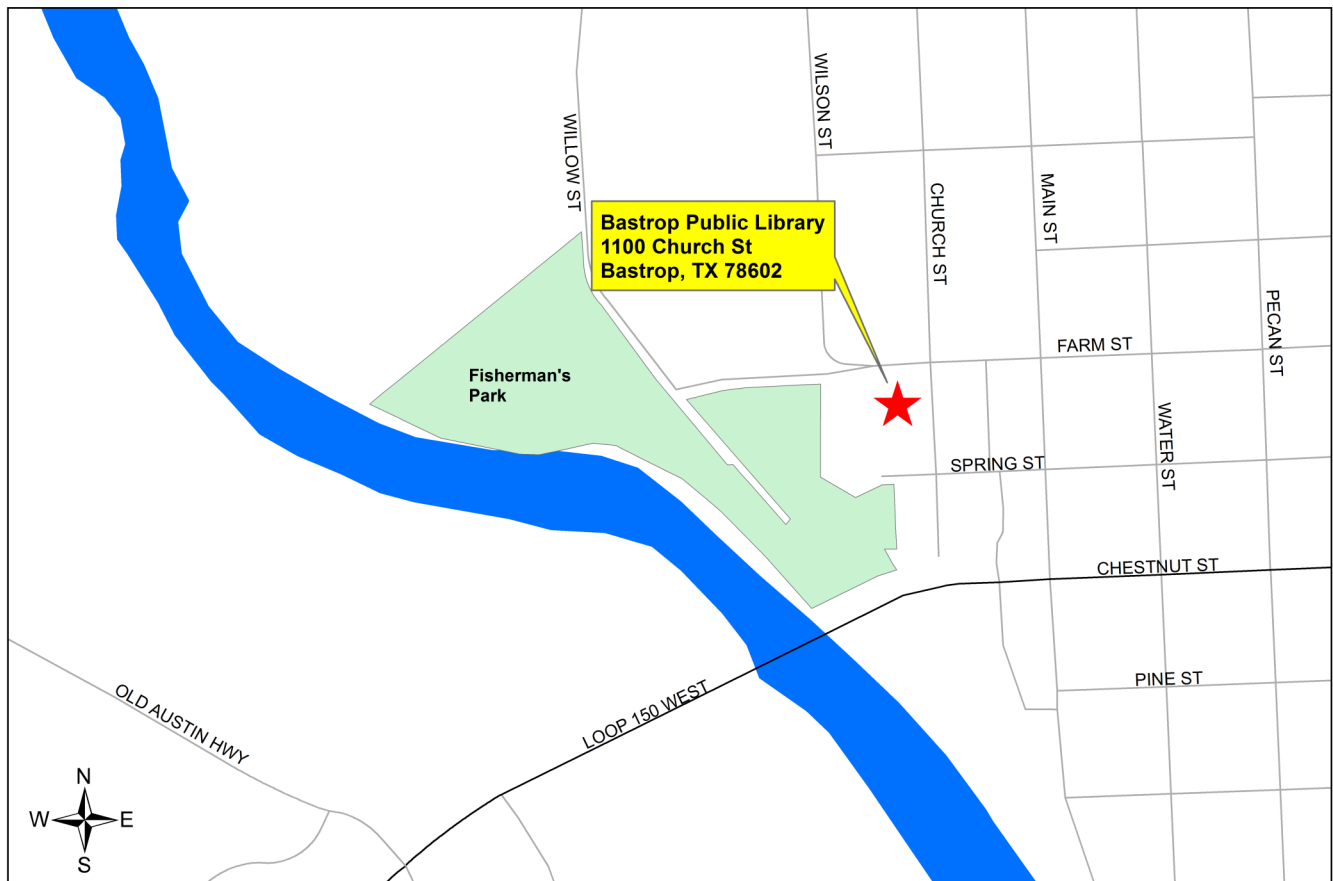 WILSON ST
WILLOW ST
CHURCH ST
MAIN ST
Bastrop Public Library
1100 Church St
Bastrop, TX 78602
PECAN ST
FARM ST
Fisherman's
Park
WATER ST
SPRING ST
CHESTNUT ST
PINE ST
LOOP 150 WEST
OLD AUSTIN HWY
N
W
E
S